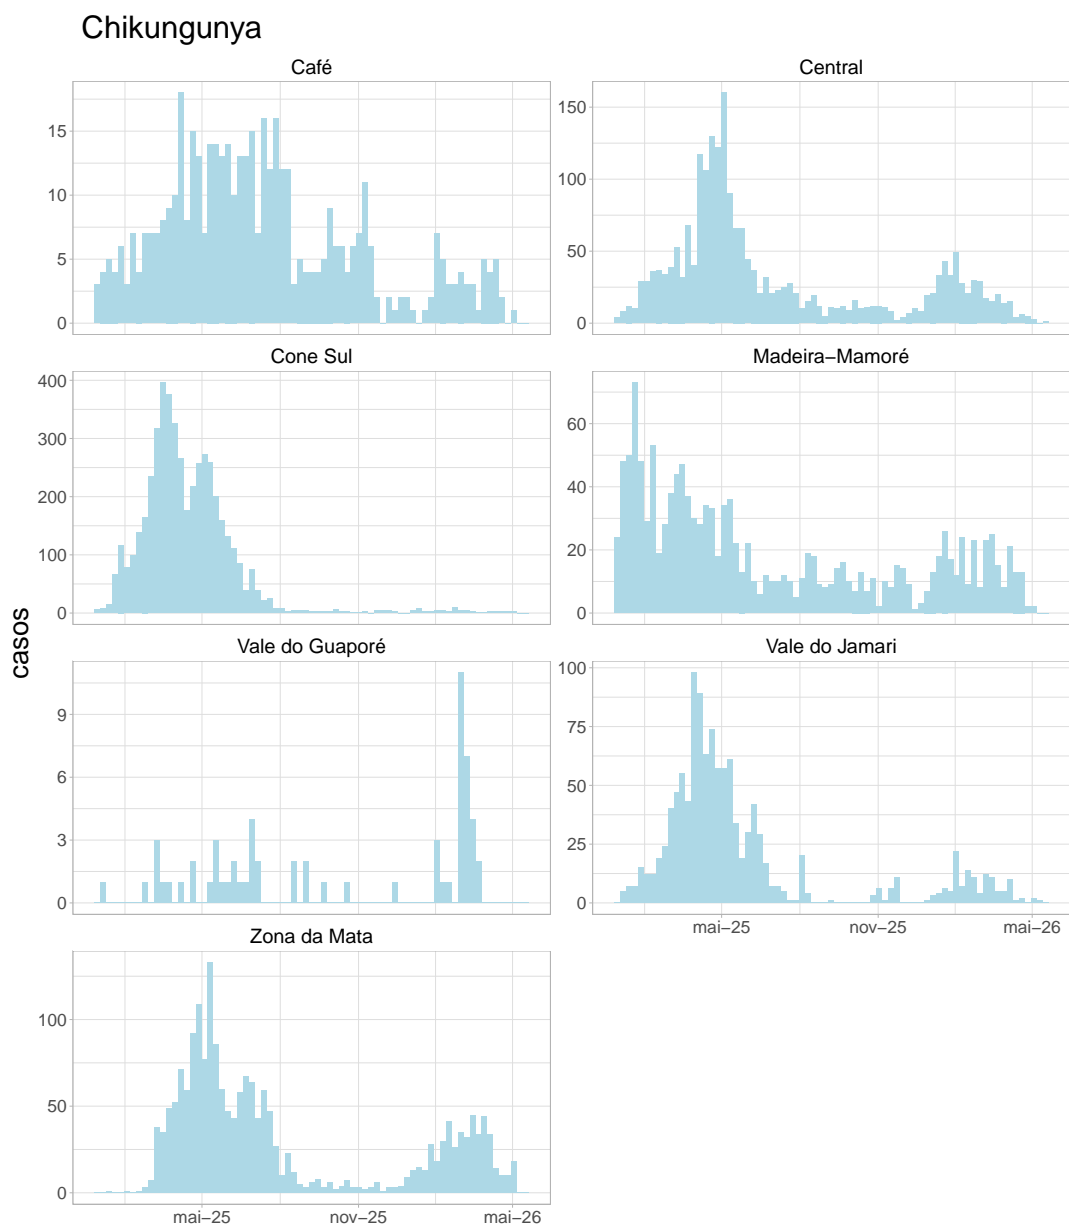 Chikungunya
Café
Central
15
10
5
0
150
100
50
0
Cone Sul
Madeira−Mamoré
400
300
200
100
0
60
40
20
0
casos
Vale do Guaporé
Vale do Jamari
9
6
3
0
100
75
50
25
0
mai−25
nov−25
mai−26
Zona da Mata
100
50
0
mai−25
nov−25
mai−26